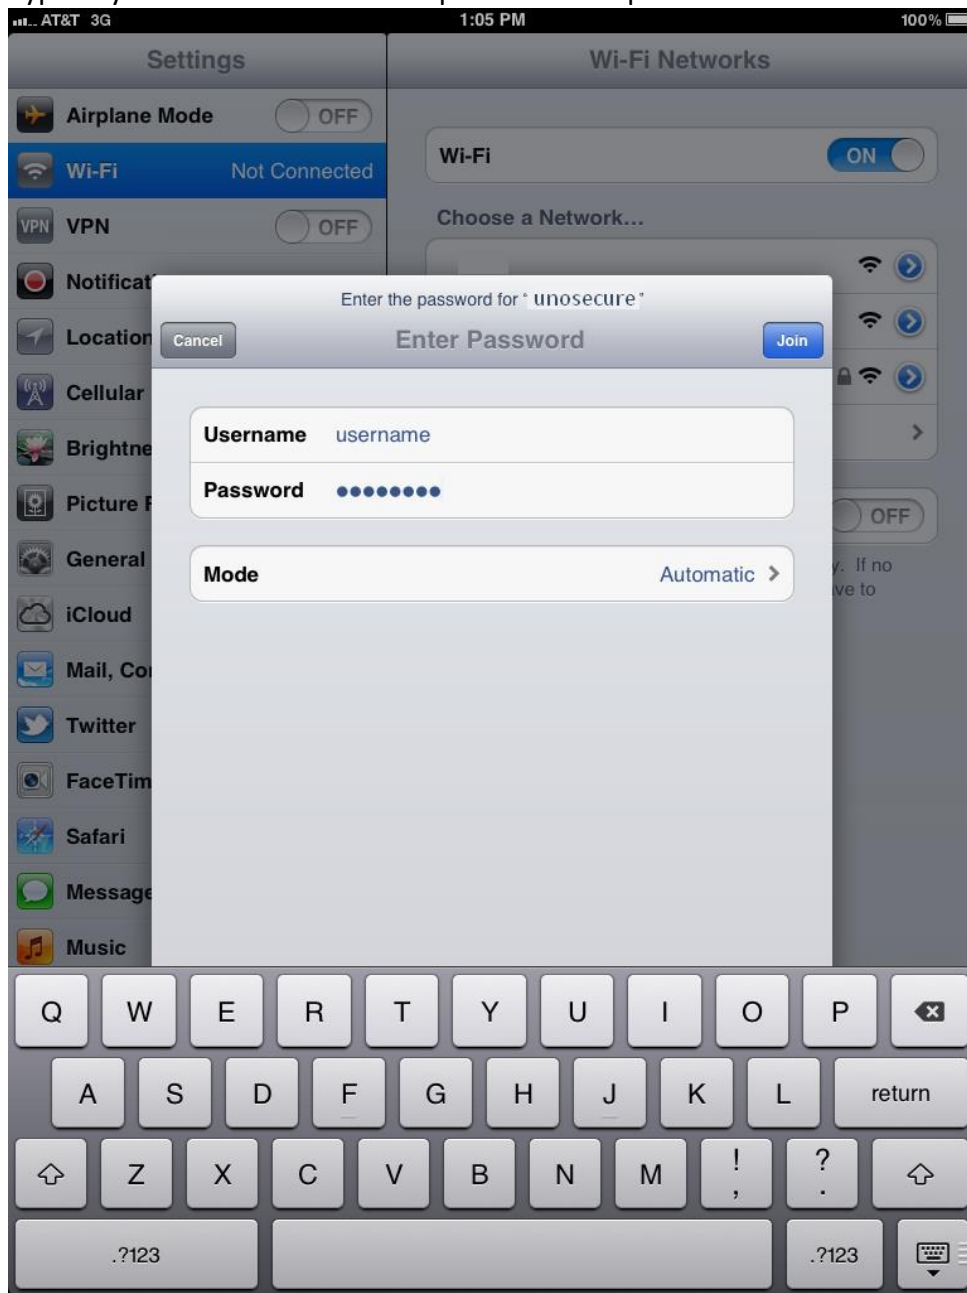 AT&T 3G 1:05 PM 100%
Settings
Wi-Fi Networks
Airplane Mode OFF
Wi-Fi Not Connected
VPN VPN OFF
Notificat
Location
Cellular
Brightne
Picture F
General
iCloud
Mail, Co
Twitter
FaceTim
Safari
Message
Music
Wi-Fi ON
Choose a Network...
OFF
y. If no
ve to
Enter the password for "unosecure"
Cancel Enter Password Join
Username username
Password ●●●●●●●●
Mode Automatic
Q W E R T Y U I O P
A S D F G H J K L return
Z X C V B N M ! , ? .
.?123 .?123